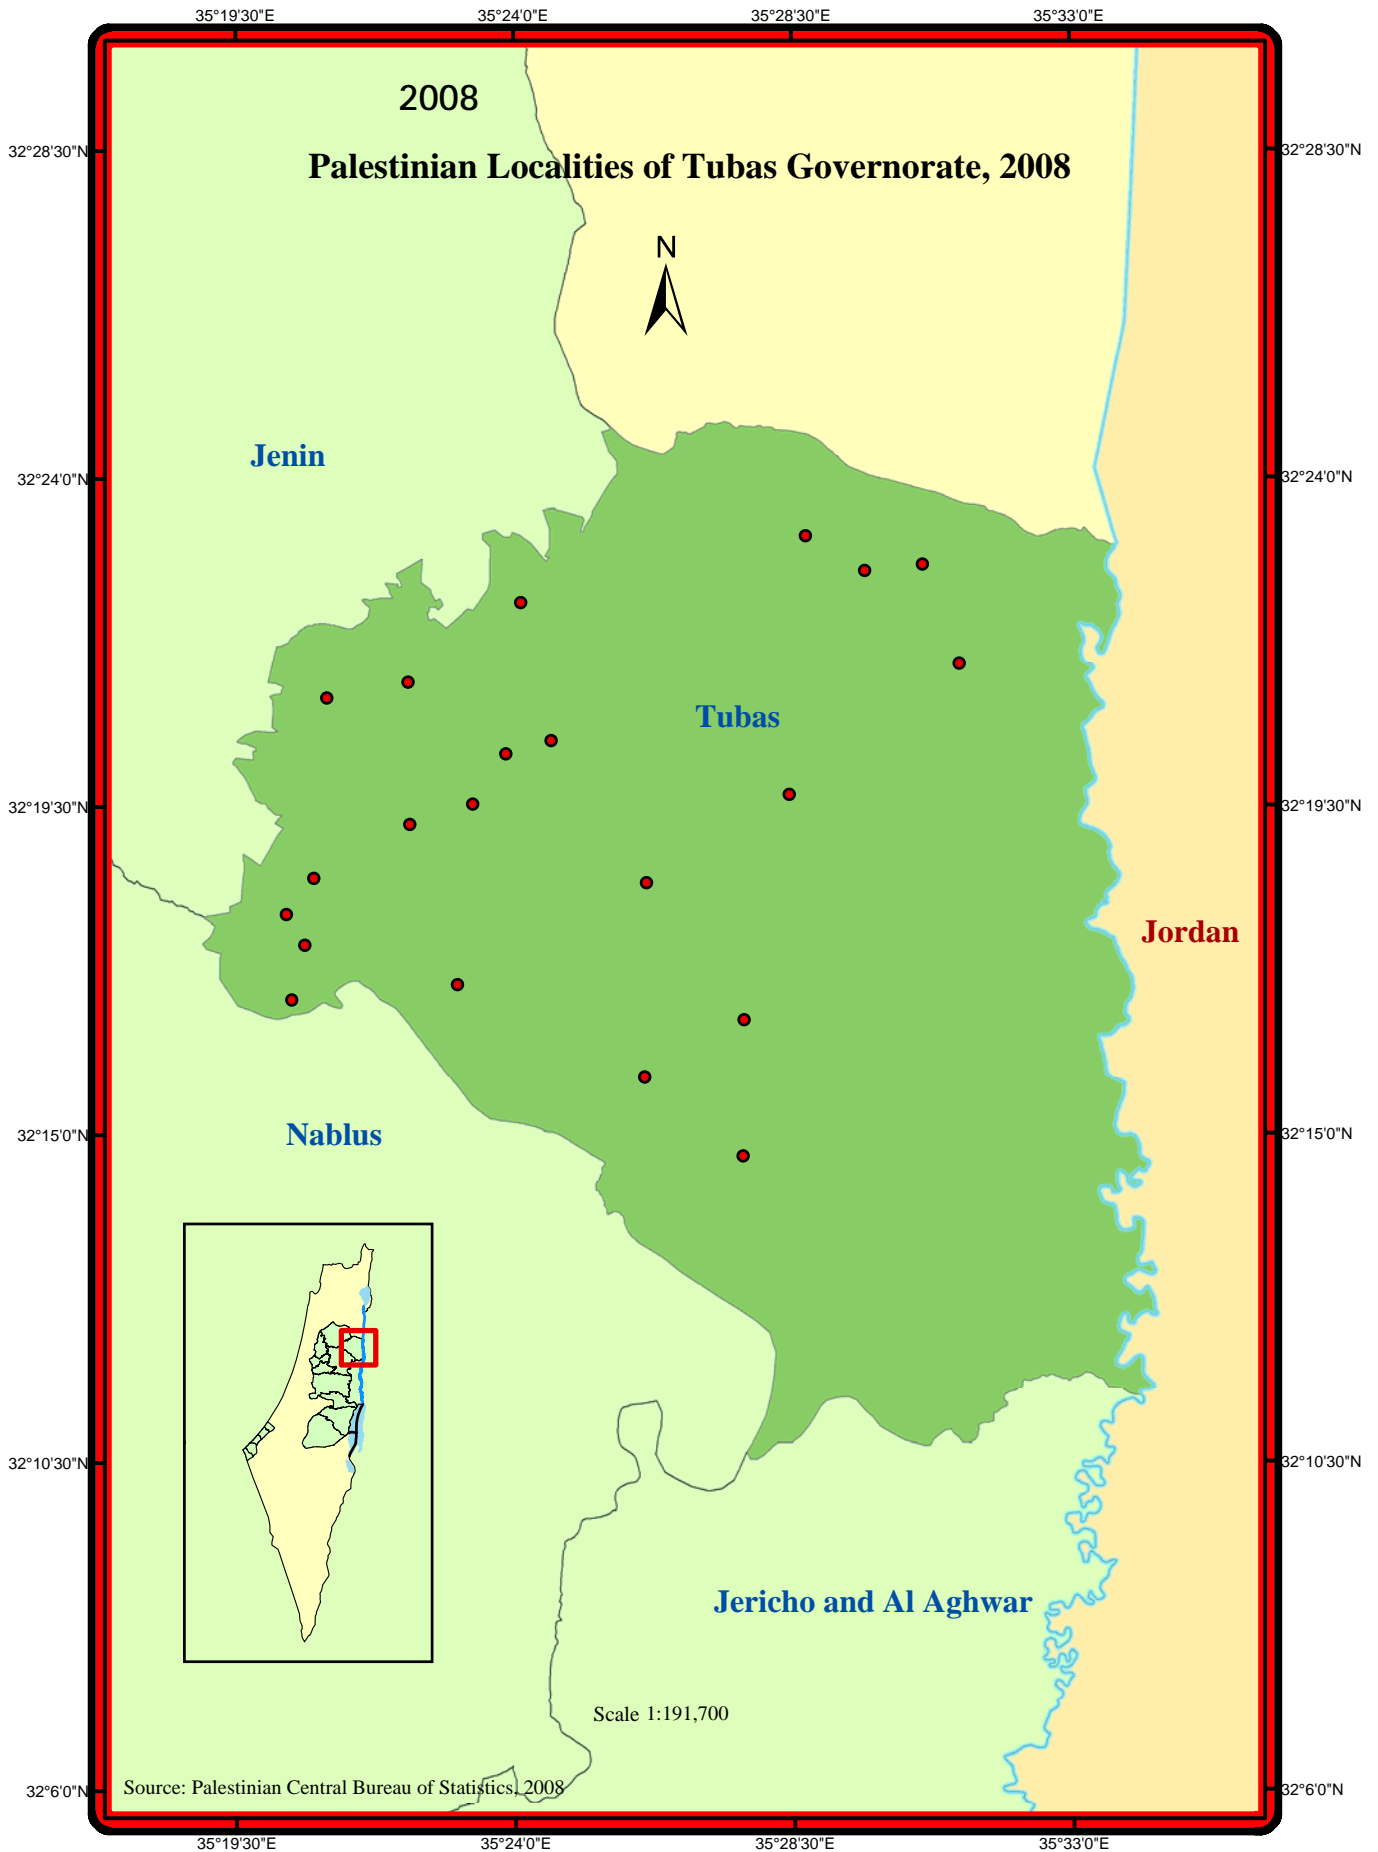 35°19'30"E 35°24'0"E 35°28'30"E 35°33'0"E
2008
32°28'30"N 32°28'30"N
Palestinian Localities of Tubas Governorate, 2008
N
Jenin
32°24'0"N 32°24'0"N
Tubas
32°19'30"N 32°19'30"N
Jordan
Nablus
32°15'0"N 32°15'0"N
32°10'30"N 32°10'30"N
Jericho and Al Aghwar
Scale 1:191,700
Source: Palestinian Central Bureau of Statistics, 2008
32°6'0"N 32°6'0"N
35°19'30"E 35°24'0"E 35°28'30"E 35°33'0"E